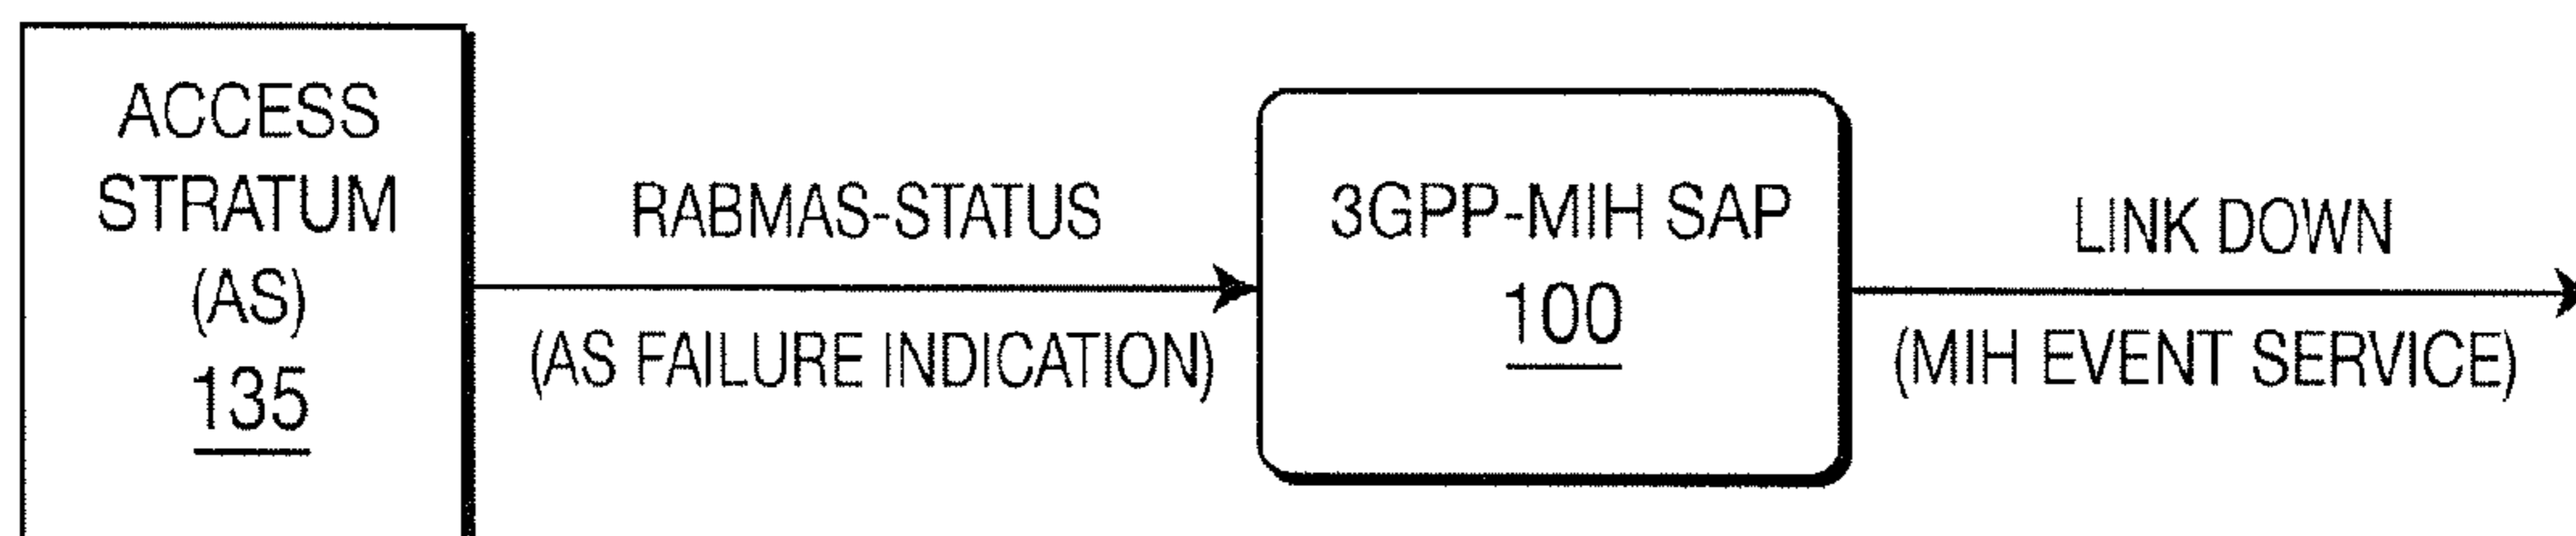 ACCESS
STRATUM
(AS)
135
RABMAS-STATUS
(AS FAILURE INDICATION)
3GPP-MIH SAP
100
LINK DOWN
(MIH EVENT SERVICE)